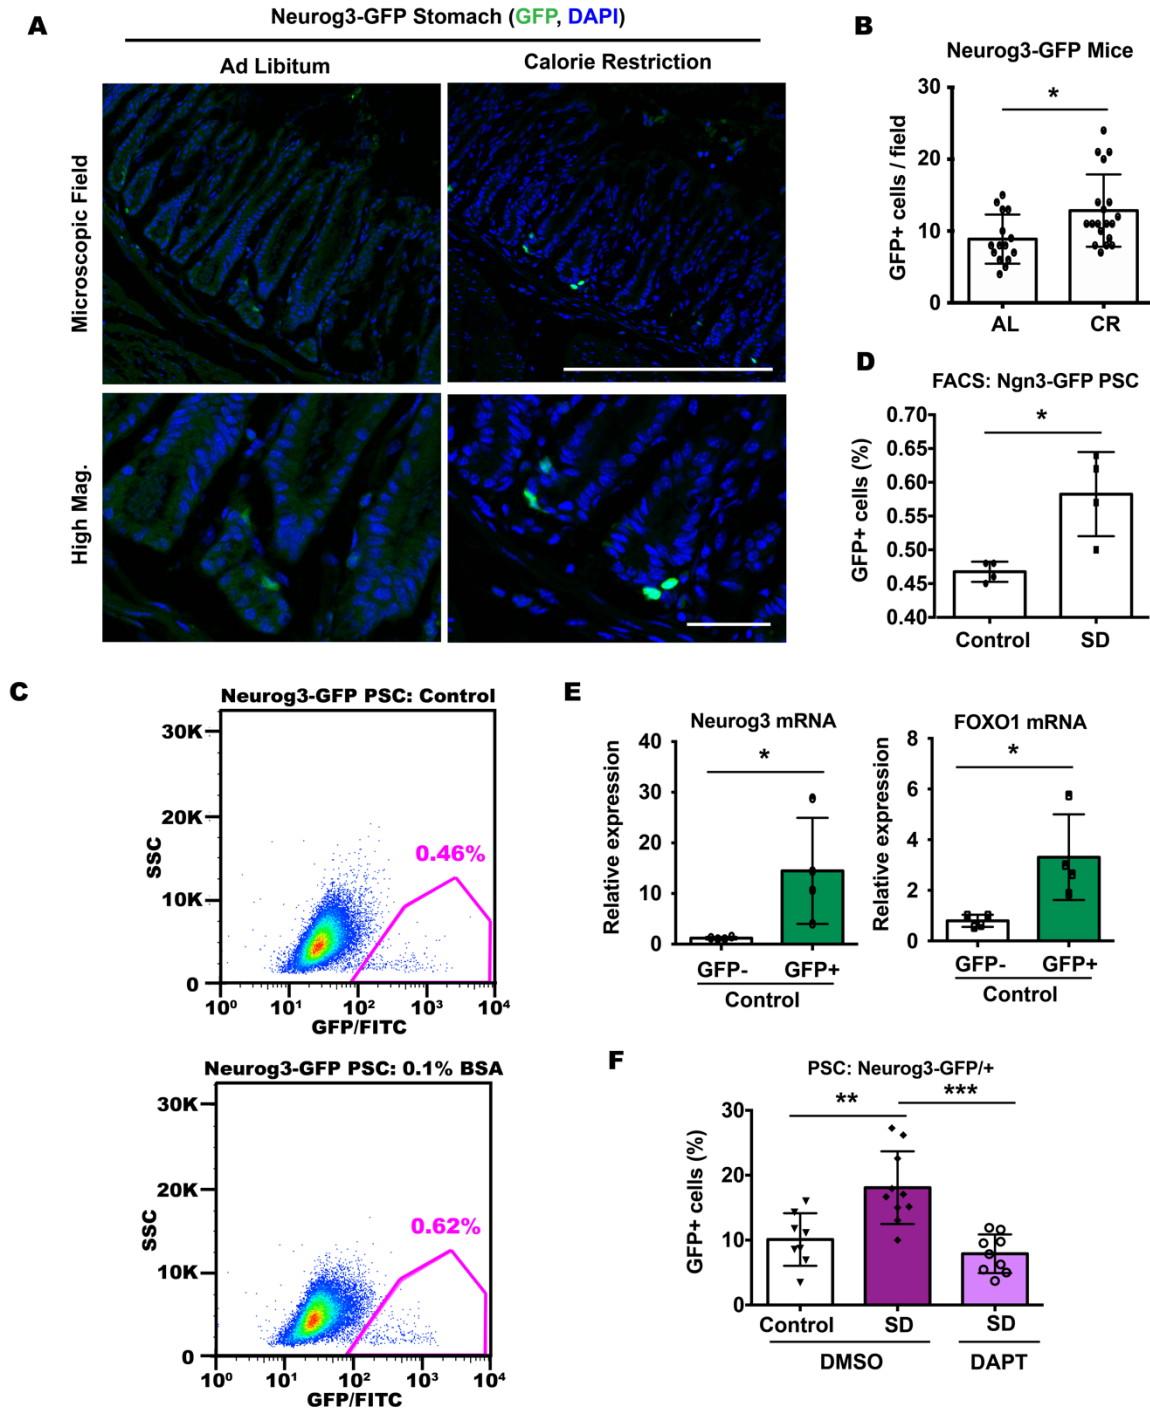 A
Neurog3-GFP Stomach (GFP, DAPI)
Ad Libitum
Calorie Restriction
Microscopic Field
High Mag.
B
Neurog3-GFP Mice
*
GFP+ cells / field
30
20
10
0
AL
CR
D
FACS: Ngn3-GFP PSC
*
GFP+ cells (%)
0.70
0.65
0.60
0.55
0.50
0.45
0.40
Control
SD
C
Neurog3-GFP PSC: Control
SSC
30K
20K
10K
0
0.46%
10⁰ 10¹ 10² 10³ 10⁴
GFP/FITC
Neurog3-GFP PSC: 0.1% BSA
SSC
30K
20K
10K
0
0.62%
10⁰ 10¹ 10² 10³ 10⁴
GFP/FITC
E
Neurog3 mRNA
*
Relative expression
40
30
20
10
0
GFP- GFP+
Control
FOXO1 mRNA
*
Relative expression
8
6
4
2
0
GFP- GFP+
Control
F
PSC: Neurog3-GFP/+
** ***
GFP+ cells (%)
30
20
10
0
Control SD SD
DMSO DAPT